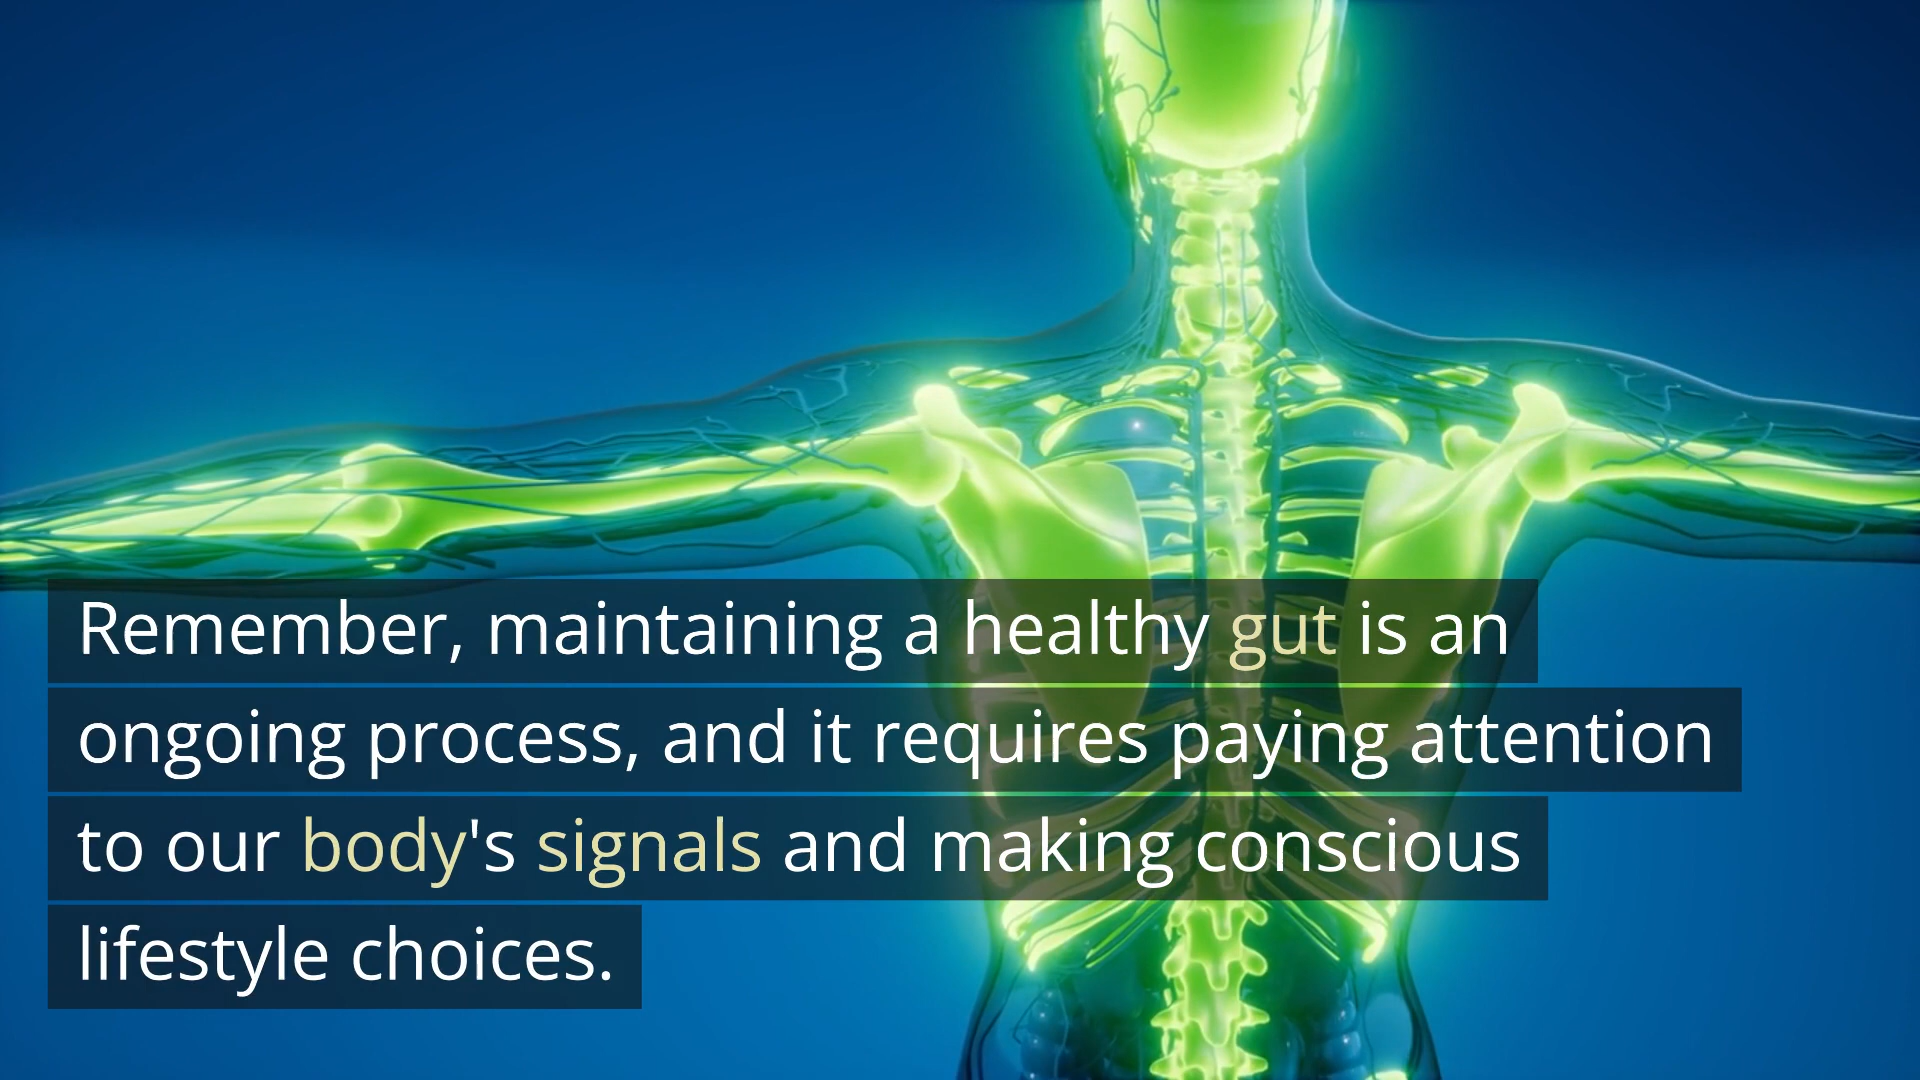 Remember, maintaining a healthy gut is an
ongoing process, and it requires paying attention
to our body's signals and making conscious
lifestyle choices.